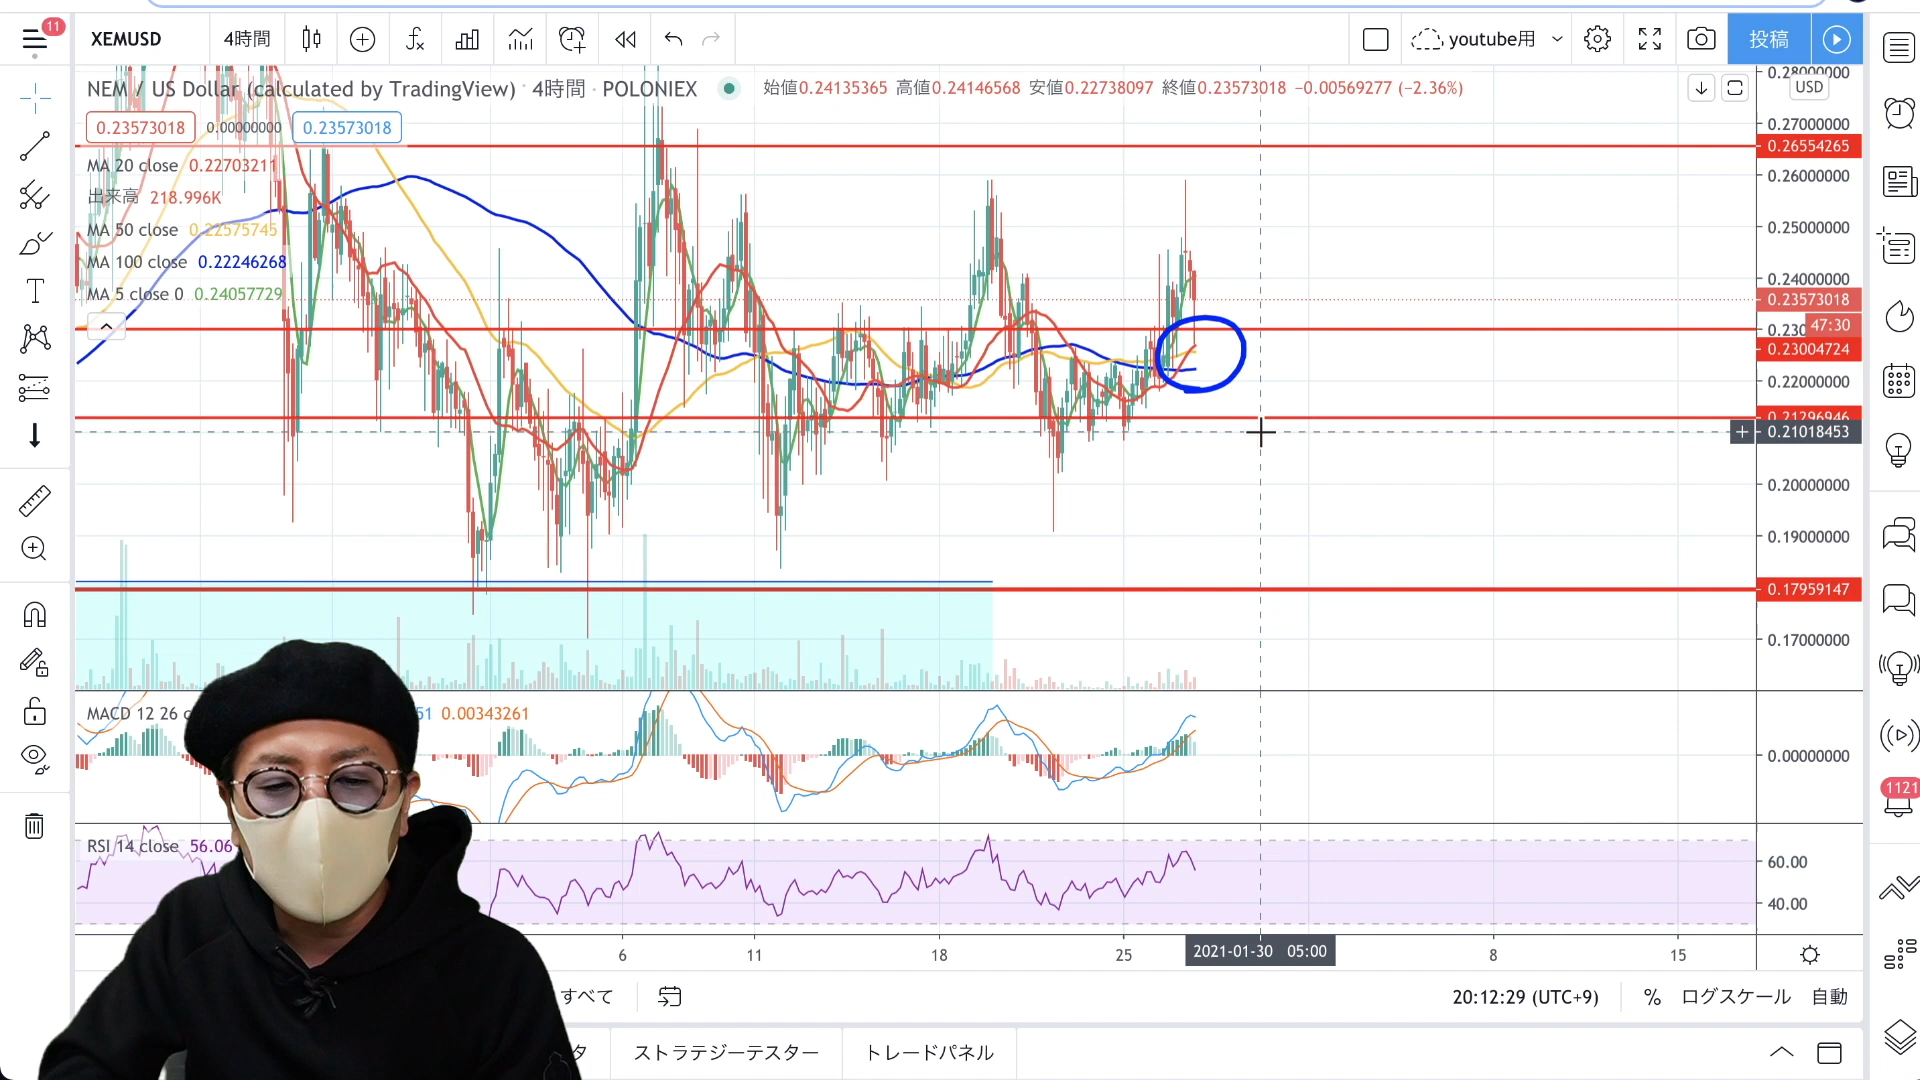 11
XEMUSD
4時間
youtube用
投稿
NEM / US Dollar (calculated by TradingView) · 4時間 · POLONIEX
始値0.24135365 高値0.24146568 安値0.22738097 終値0.23573018 −0.00569277 (−2.36%)
USD
0.23573018
0.00000000
0.23573018
MA 20 close 0.22703211
出来高 218.996K
MA 50 close 0.22575745
MA 100 close 0.22246268
MA 5 close 0 0.24057729
0.28000000
0.27000000
0.26554265
0.26000000
0.25000000
0.24000000
0.23573018
47:30
0.23004724
0.22000000
0.21296946
0.21018453
0.20000000
0.19000000
0.17959147
0.17000000
MACD 12 26
51 0.00343261
0.00000000
RSI 14 close 56.06
60.00
40.00
6
11
18
25
2021-01-30 05:00
8
15
すべて
20:12:29 (UTC+9)
%
ログスケール
自動
タ
ストラテジーテスター
トレードパネル
1121